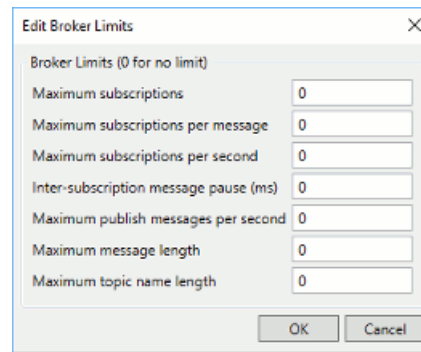 Edit Broker Limits
Broker Limits (0 for no limit)
Maximum subscriptions 0
Maximum subscriptions per message 0
Maximum subscriptions per second 0
Inter-subscription message pause (ms) 0
Maximum publish messages per second 0
Maximum message length 0
Maximum topic name length 0
OK Cancel